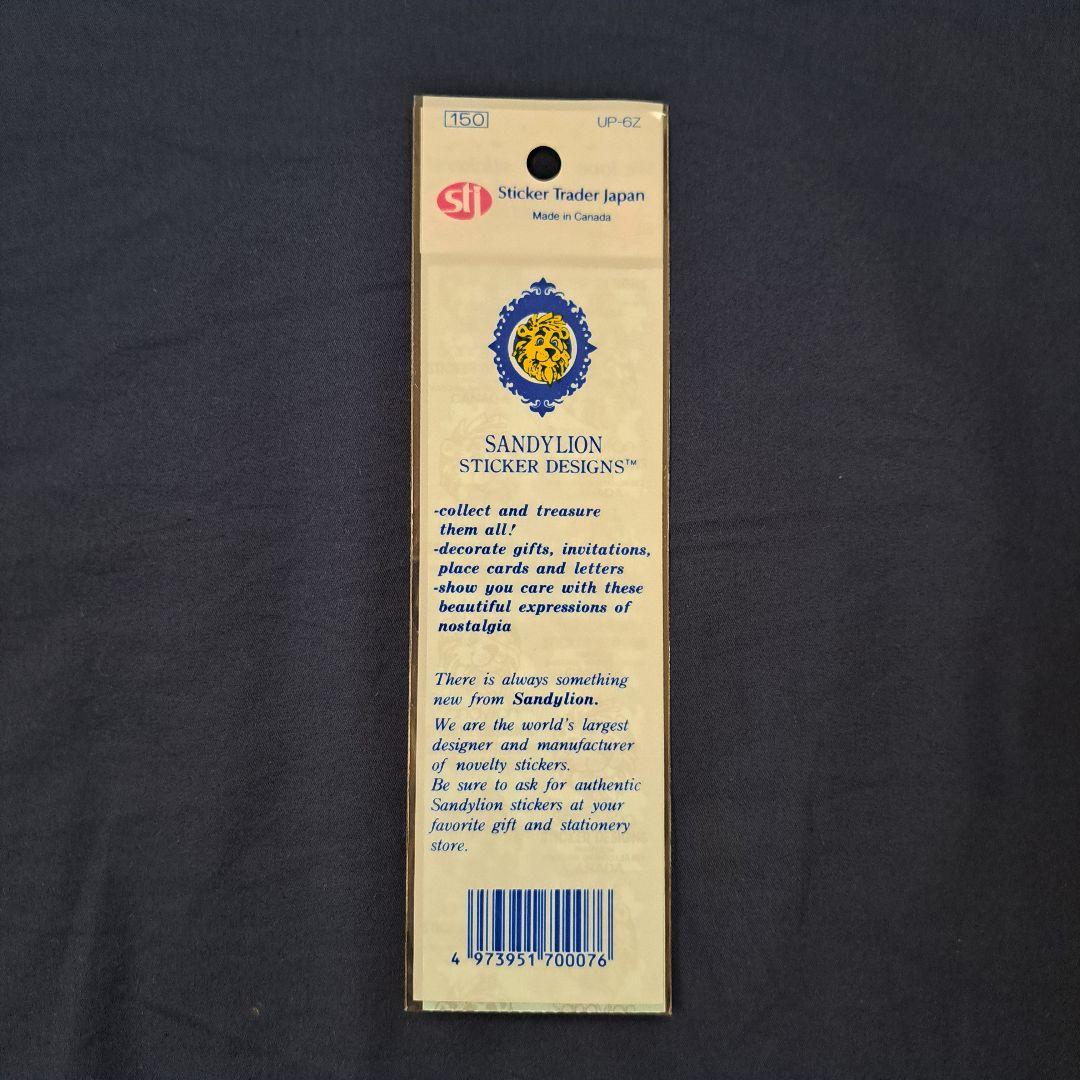 150
UP-6Z
stj
Sticker Trader Japan
Made in Canada
SANDYLION
STICKER DESIGNS™
-collect and treasure
them all!
-decorate gifts, invitations,
place cards and letters
-show you care with these
beautiful expressions of
nostalgia
There is always something
new from Sandylion.
We are the world's largest
designer and manufacturer
of novelty stickers.
Be sure to ask for authentic
Sandylion stickers at your
favorite gift and stationery
store.
4 973951 700076